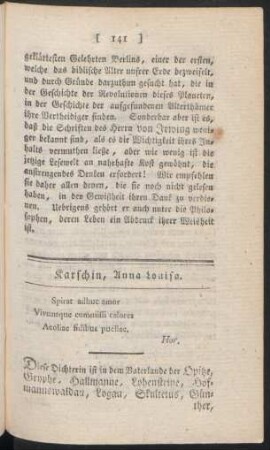 [ 141 ]
geklärtesten Gelehrten Berlins, einer der ersten,
welche das biblische Alter unsrer Erde bezweifelt,
und durch Gründe darzuthun gesucht hat, die in
der Geschichte der Revolutionen dieses Planeten,
in der Geschichte der aufgefundenen Alterthümer
ihre Vertheidiger finden. Sonderbar aber ist es,
daß die Schriften des Herrn von Irwing weni-
ger bekannt sind, als es die Wichtigkeit ihres Jn-
halts vermuthen ließe, aber wie wenig ist die
jetzige Lesewelt an nahrhafte Kost gewöhnt, die
anstrengendes Denken erfordert! Wir empfehlen
sie daher allen denen, die sie noch nicht gelesen
haben, in der Gewißheit ihren Dank zu verdie-
nen. Uebrigens gehört er auch unter die Philo-
sophen, deren Leben ein Abdruck ihrer Weisheit
ist.
Karschin, Anna Louisa.
Spirat adhuc amor
Vivuntque commissi calores
Aeoliae fidibus puellae.
Hor.
Diese Dichterin ist in dem Vaterlande der Opitze,
Gryphe, Hallmanne, Lohensteine, Hof-
mannswaldau, Logau, Skultetus, Gün-
ther,